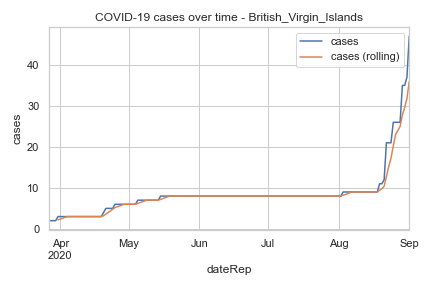 COVID-19 cases over time - British_Virgin_Islands
cases
cases (rolling)
cases
40
30
20
10
0
Apr
2020
May
Jun
Jul
Aug
Sep
dateRep